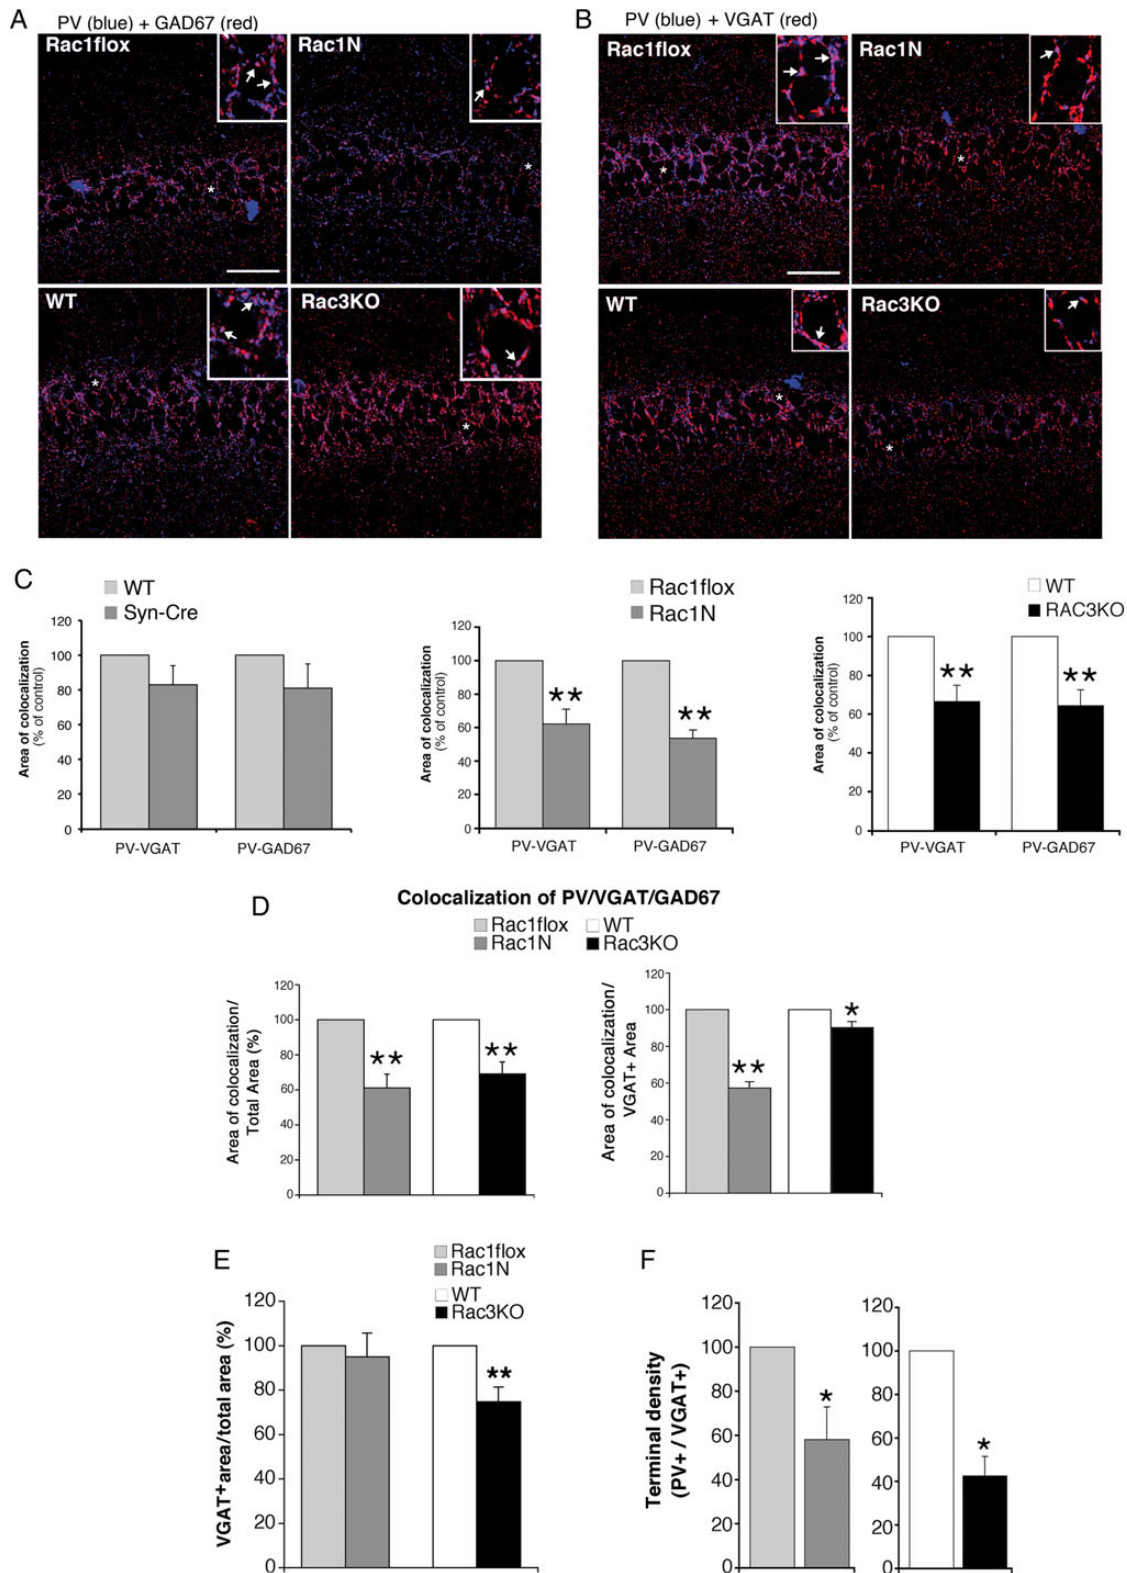 A
PV (blue) + GAD67 (red)
Rac1flox
Rac1N
*
*
WT
Rac3KO
*
*
B
PV (blue) + VGAT (red)
Rac1flox
Rac1N
*
*
WT
Rac3KO
*
*
C
WT
Syn-Cre
Area of colocalization
(% of control)
120
100
80
60
40
20
0
PV-VGAT
PV-GAD67
Rac1flox
Rac1N
Area of colocalization
(% of control)
120
100
80
60
40
20
0
**
**
PV-VGAT
PV-GAD67
WT
RAC3KO
Area of colocalization
(% of control)
120
100
80
60
40
20
0
**
**
PV-VGAT
PV-GAD67
D
Colocalization of PV/VGAT/GAD67
Rac1flox
WT
Rac1N
Rac3KO
Area of colocalization/
Total Area (%)
120
100
80
60
40
20
0
**
**
Area of colocalization/
VGAT+ Area
120
100
80
60
40
20
0
**
*
E
Rac1flox
Rac1N
WT
Rac3KO
VGAT+area/total area (%)
120
100
80
60
40
20
0
**
F
Terminal density
(PV+ / VGAT+)
120
100
80
60
40
20
0
*
120
100
80
60
40
20
0
*